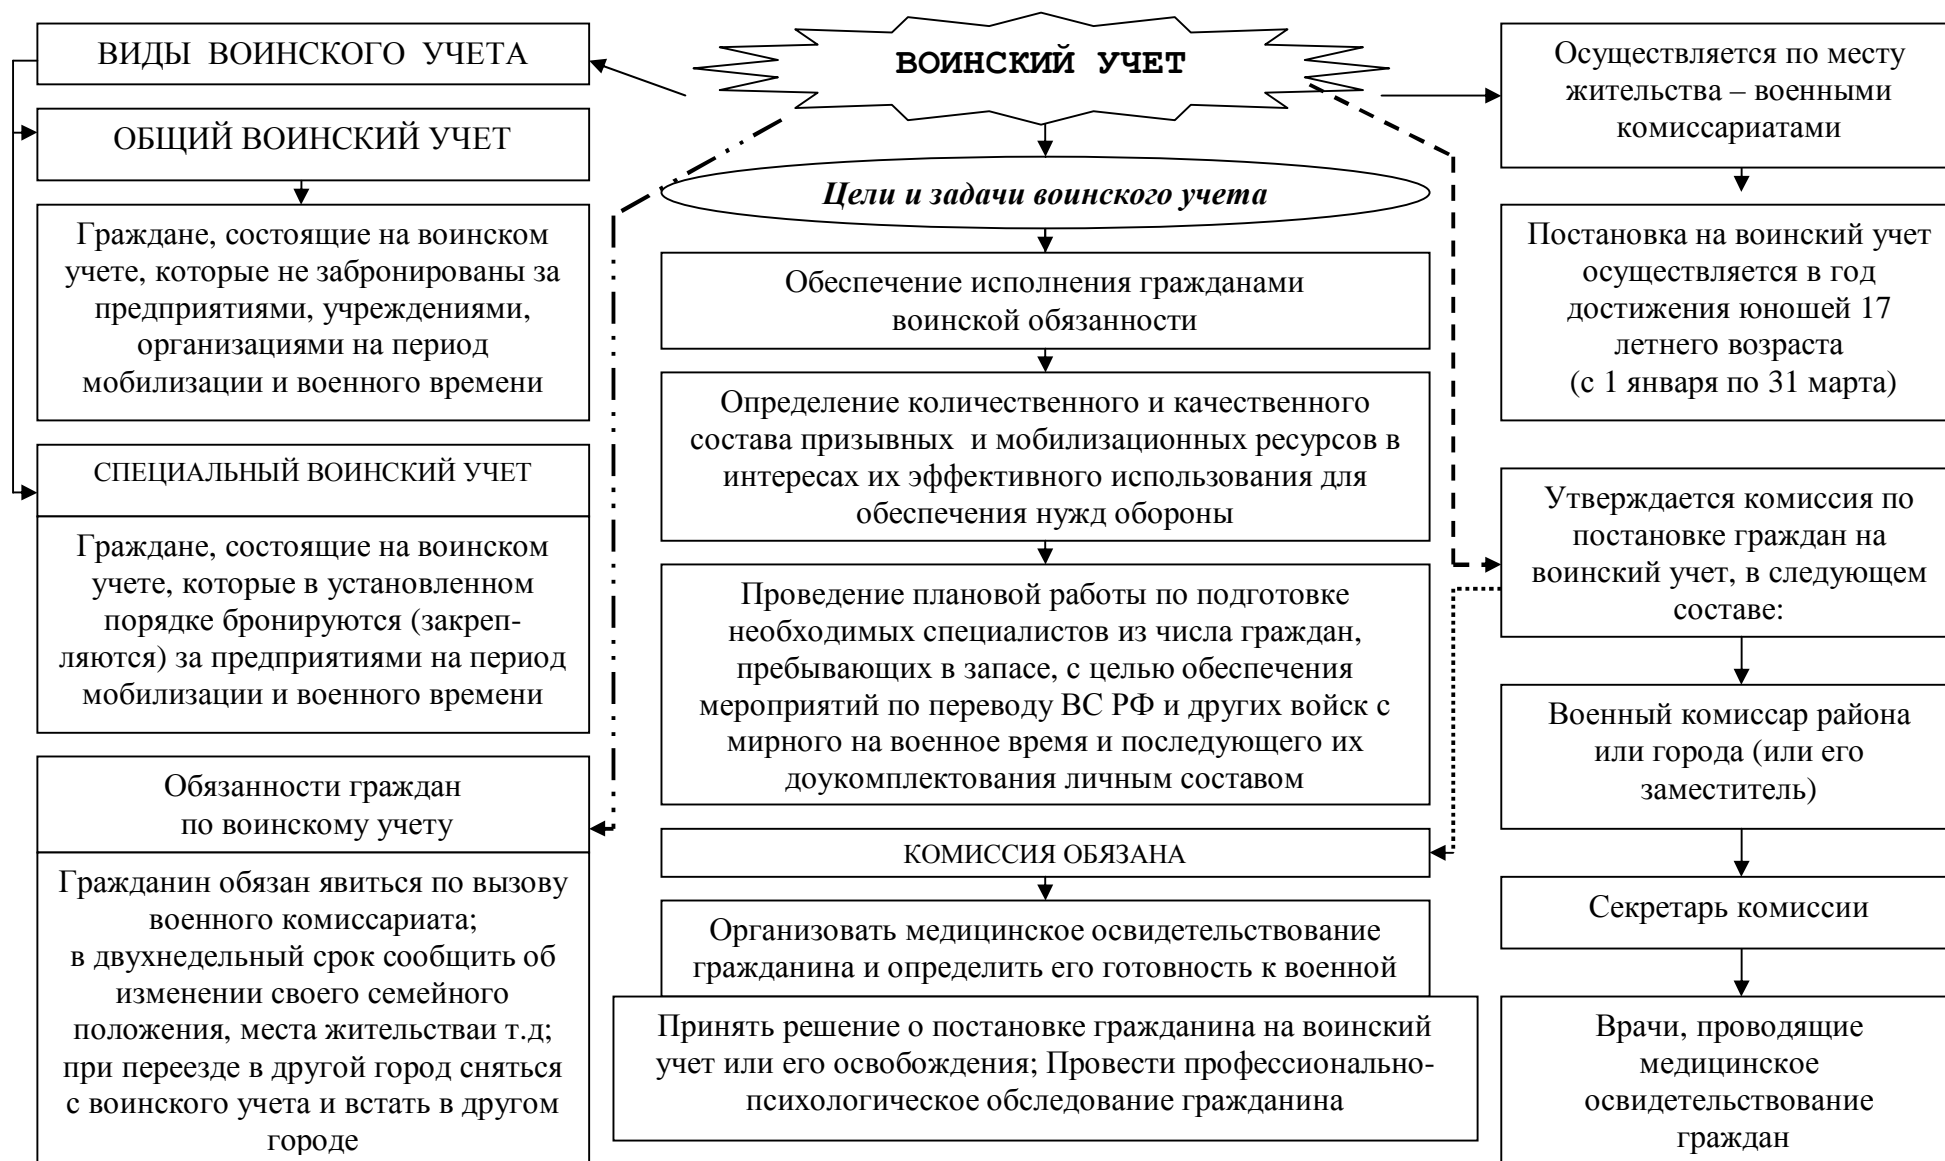 ВОИНСКИЙ УЧЕТ
ВИДЫ ВОИНСКОГО УЧЕТА
ОБЩИЙ ВОИНСКИЙ УЧЕТ
Граждане, состоящие на воинском
учете, которые не забронированы за
предприятиями, учреждениями,
организациями на период
мобилизации и военного времени
СПЕЦИАЛЬНЫЙ ВОИНСКИЙ УЧЕТ
Граждане, состоящие на воинском
учете, которые в установленном
порядке бронируются (закреп-
ляются) за предприятиями на период
мобилизации и военного времени
Обязанности граждан
по воинскому учету
Гражданин обязан явиться по вызову
военного комиссариата;
в двухнедельный срок сообщить об
изменении своего семейного
положения, места жительстваи т.д;
при переезде в другой город сняться
с воинского учета и встать в другом
городе
Цели и задачи воинского учета
Обеспечение исполнения гражданами
воинской обязанности
Определение количественного и качественного
состава призывных и мобилизационных ресурсов в
интересах их эффективного использования для
обеспечения нужд обороны
Проведение плановой работы по подготовке
необходимых специалистов из числа граждан,
пребывающих в запасе, с целью обеспечения
мероприятий по переводу ВС РФ и других войск с
мирного на военное время и последующего их
доукомплектования личным составом
КОМИССИЯ ОБЯЗАНА
Организовать медицинское освидетельствование
гражданина и определить его готовность к военной
Принять решение о постановке гражданина на воинский
учет или его освобождения; Провести профессионально-
психологическое обследование гражданина
Осуществляется по месту
жительства – военными
комиссариатами
Постановка на воинский учет
осуществляется в год
достижения юношей 17
летнего возраста
(с 1 января по 31 марта)
Утверждается комиссия по
постановке граждан на
воинский учет, в следующем
составе:
Военный комиссар района
или города (или его
заместитель)
Секретарь комиссии
Врачи, проводящие
медицинское
освидетельствование
граждан